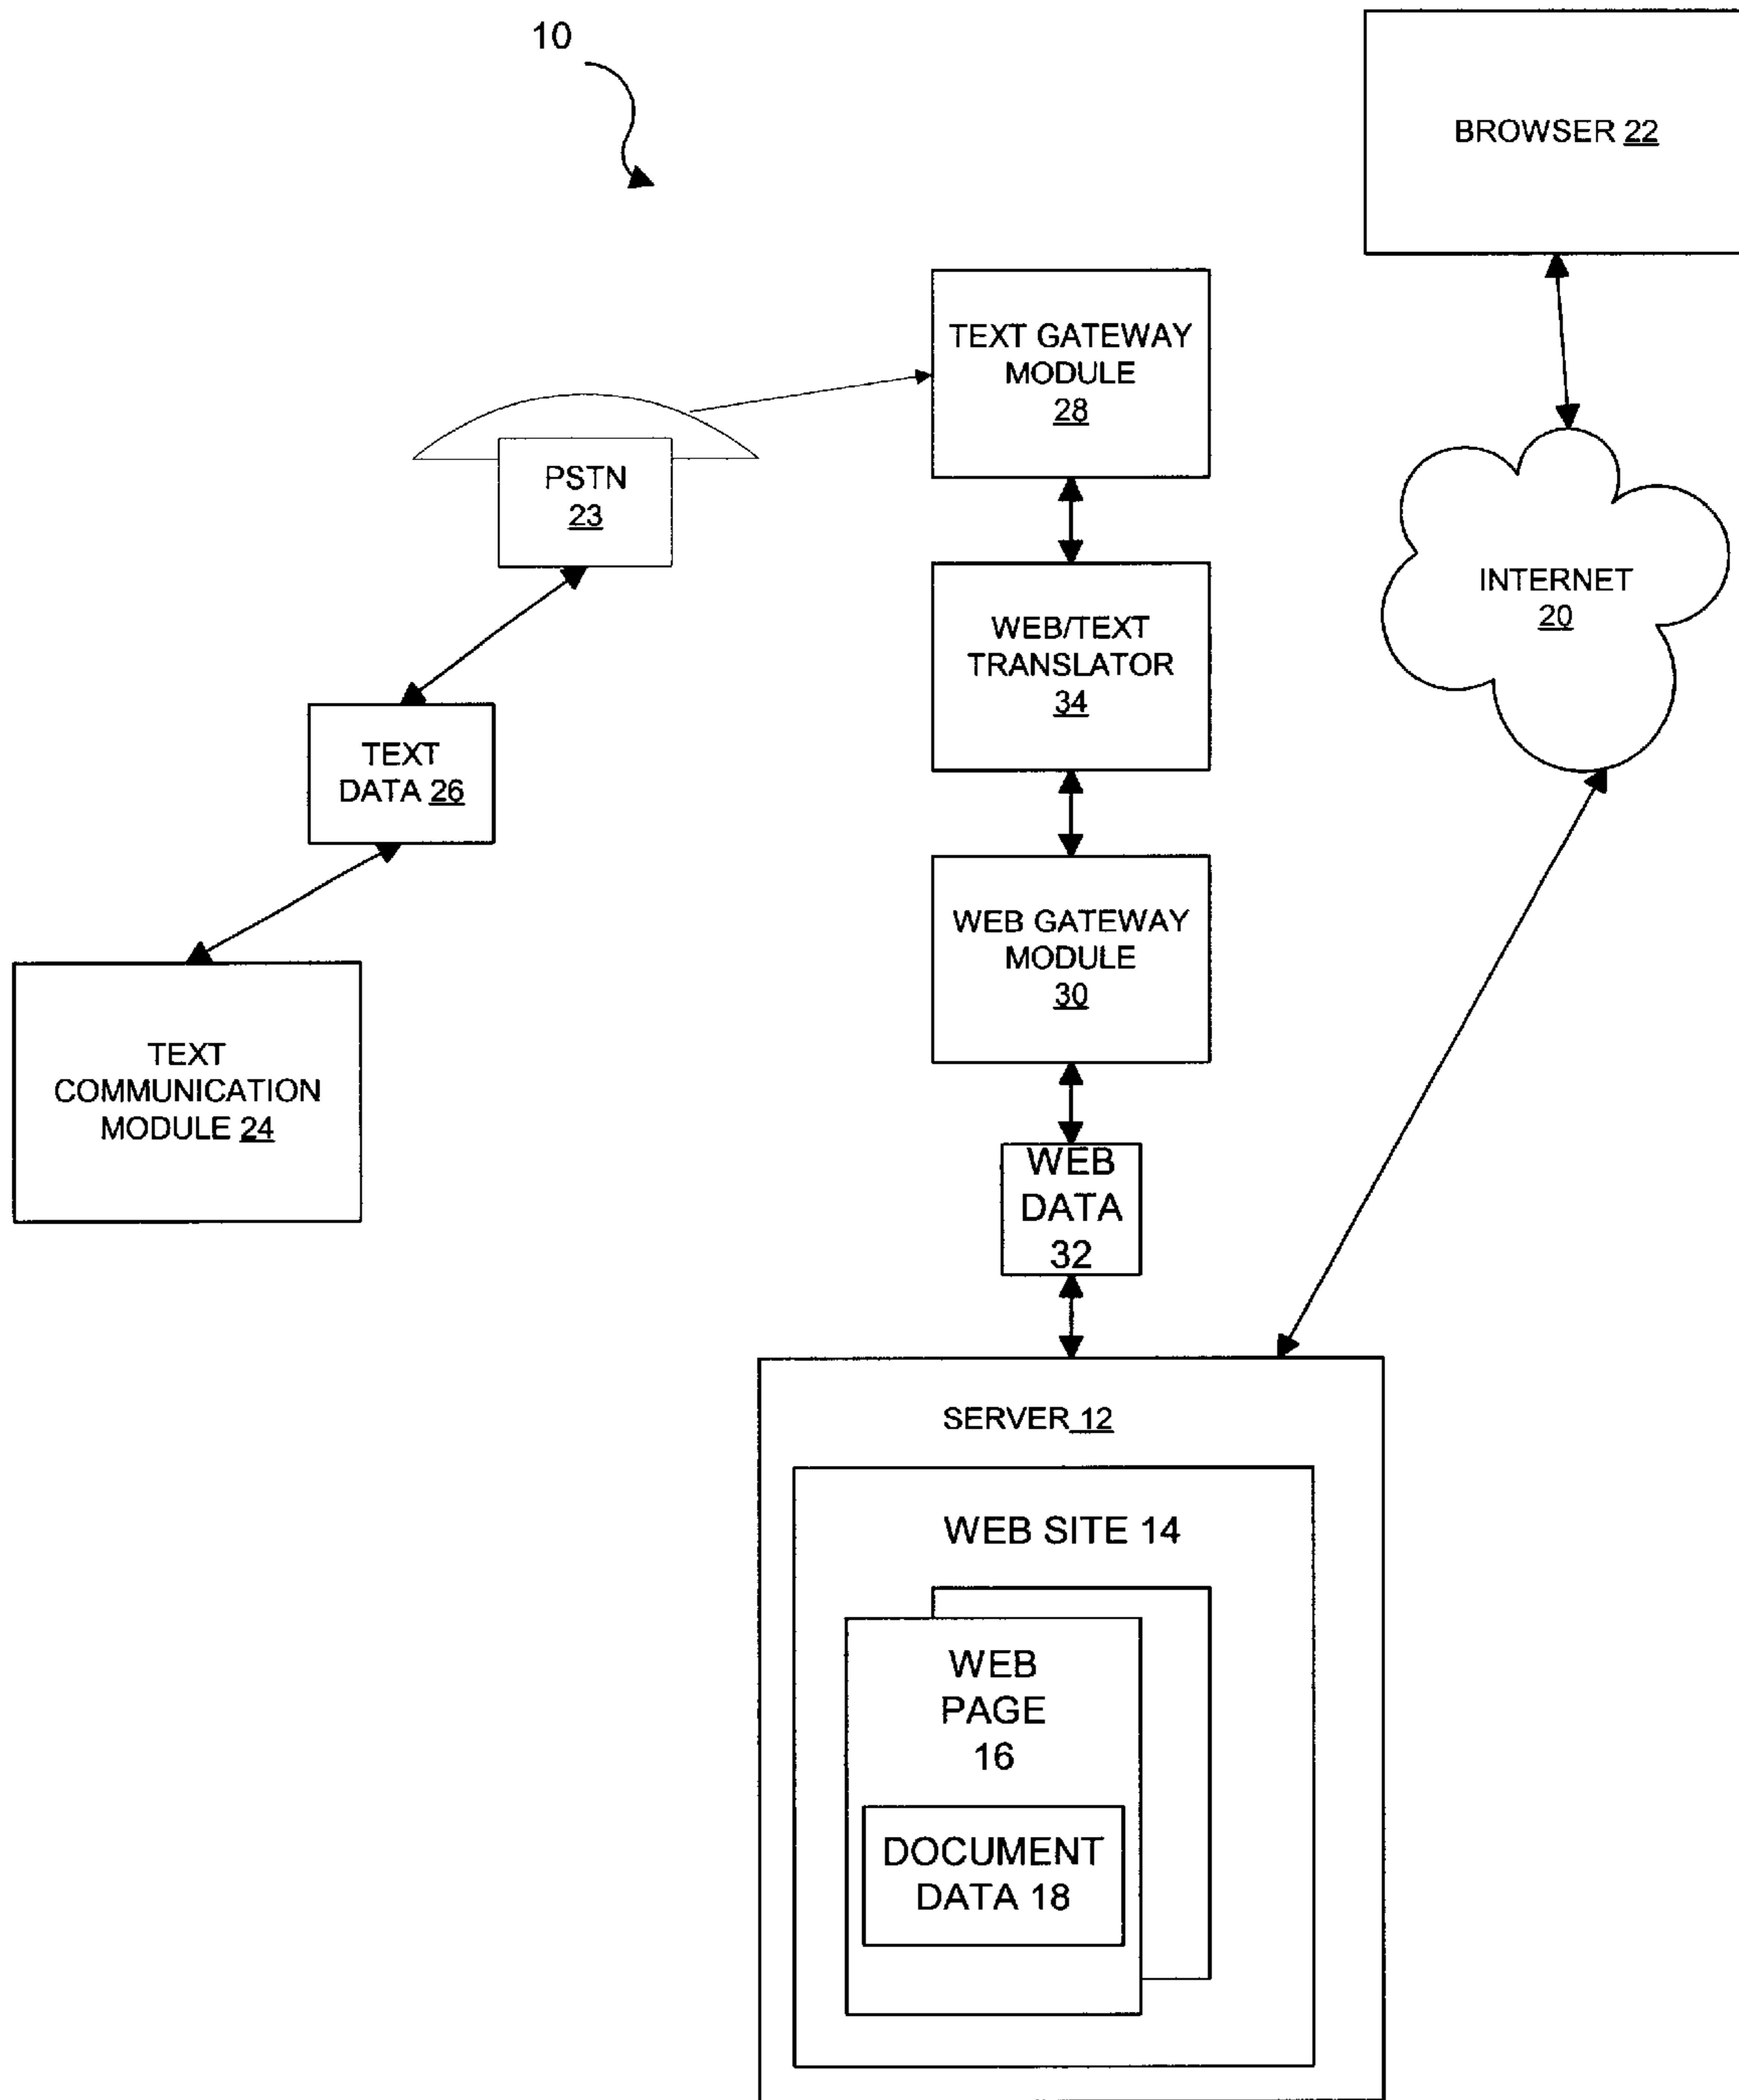 10
BROWSER 22
TEXT GATEWAY
MODULE
28
PSTN
23
INTERNET
20
WEB/TEXT
TRANSLATOR
34
TEXT
DATA 26
WEB GATEWAY
MODULE
30
TEXT
COMMUNICATION
MODULE 24
WEB
DATA
32
SERVER 12
WEB SITE 14
WEB
PAGE
16
DOCUMENT
DATA 18